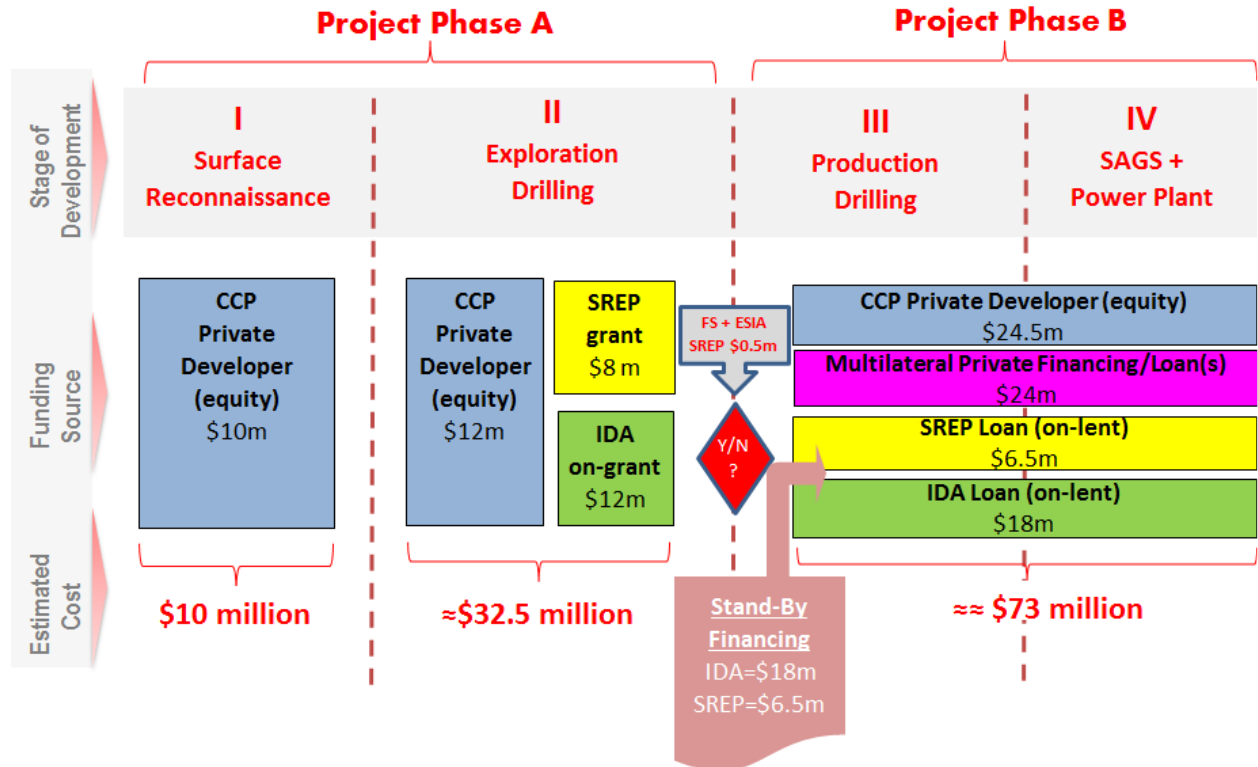 Project Phase A
Project Phase B
Stage of
Development
I
Surface
Reconnaissance
II
Exploration
Drilling
III
Production
Drilling
IV
SAGS +
Power Plant
Funding
Source
CCP
Private
Developer
(equity)
$10m
CCP
Private
Developer
(equity)
$12m
SREP
grant
$8 m
IDA
on-grant
$12m
FS + ESIA
SREP $0.5m
Y/N
?
CCP Private Developer (equity)
$24.5m
Multilateral Private Financing/Loan(s)
$24m
SREP Loan (on-lent)
$6.5m
IDA Loan (on-lent)
$18m
Estimated
Cost
$10 million
≈$32.5 million
Stand-By
Financing
IDA=$18m
SREP=$6.5m
≈≈ $73 million